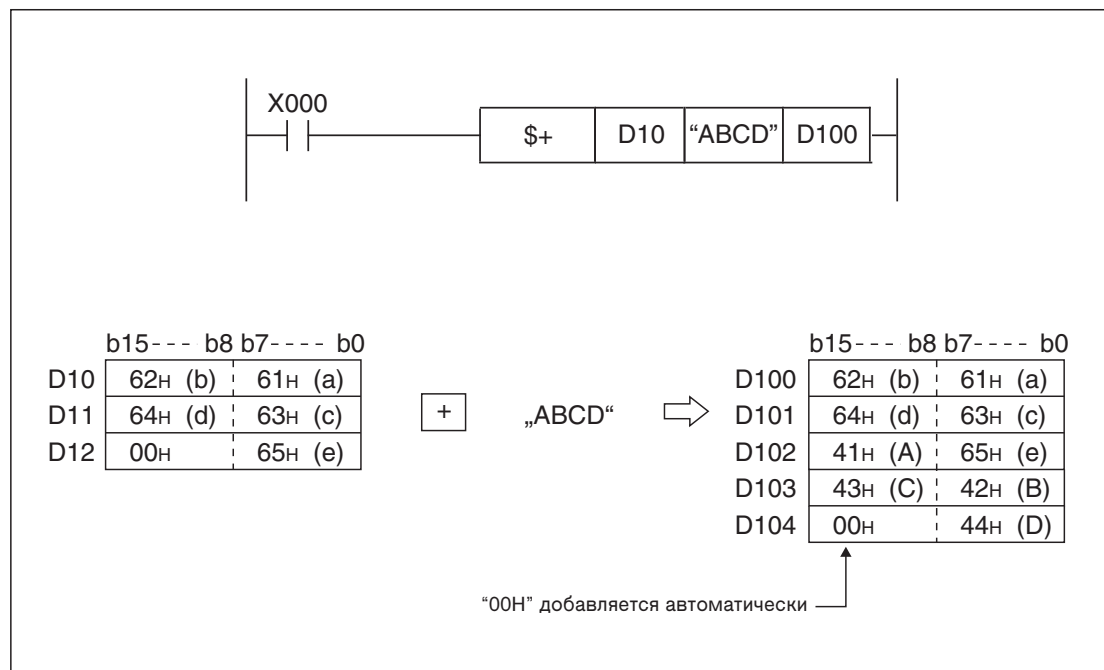 X000
$+ D10 “ABCD” D100
b15--- b8 b7---- b0 b15--- b8 b7---- b0
D10 62H (b) 61H (a) D100 62H (b) 61H (a)
D11 64H (d) 63H (c) + „ABCD“ D101 64H (d) 63H (c)
D12 00H 65H (e) D102 41H (A) 65H (e)
D103 43H (C) 42H (B)
D104 00H 44H (D)
“00H” добавляется автоматически